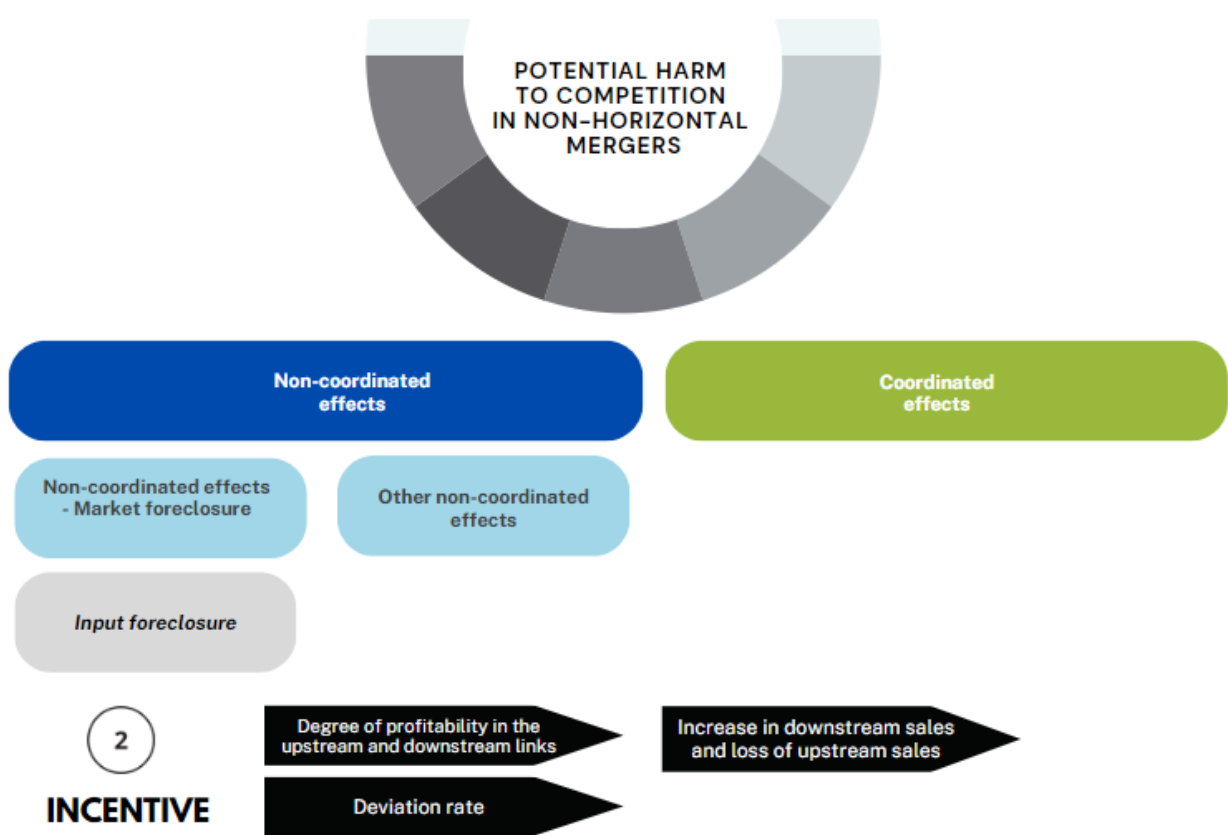 POTENTIAL HARM
TO COMPETITION
IN NON-HORIZONTAL
MERGERS
Non-coordinated
effects
Coordinated
effects
Non-coordinated effects
- Market foreclosure
Other non-coordinated
effects
Input foreclosure
2
INCENTIVE
Degree of profitability in the
upstream and downstream links
Increase in downstream sales
and loss of upstream sales
Deviation rate